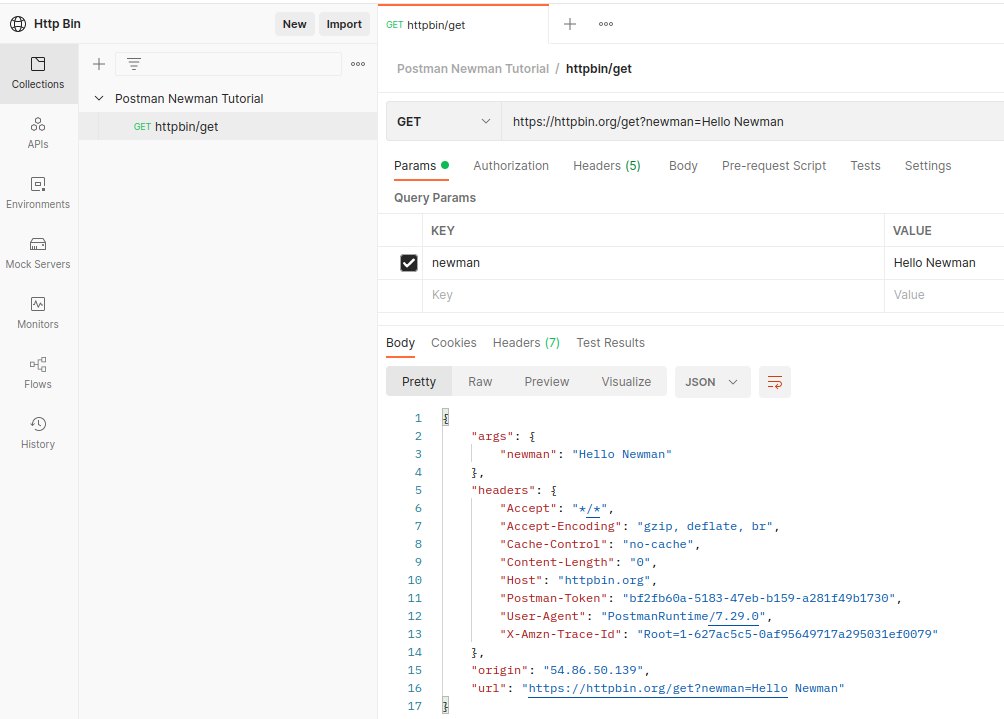 Http Bin
New
Import
Collections
APIs
Environments
Mock Servers
Monitors
Flows
History
Postman Newman Tutorial
GET httpbin/get
GET httpbin/get
Postman Newman Tutorial / httpbin/get
GET https://httpbin.org/get?newman=Hello Newman
Params Authorization Headers (5) Body Pre-request Script Tests Settings
Query Params
KEY VALUE
newman Hello Newman
Key Value
Body Cookies Headers (7) Test Results
Pretty Raw Preview Visualize JSON
1 {
2 "args": {
3 "newman": "Hello Newman"
4 },
5 "headers": {
6 "Accept": "*/*",
7 "Accept-Encoding": "gzip, deflate, br",
8 "Cache-Control": "no-cache",
9 "Content-Length": "0",
10 "Host": "httpbin.org",
11 "Postman-Token": "bf2fb60a-5183-47eb-b159-a281f49b1730",
12 "User-Agent": "PostmanRuntime/7.29.0",
13 "X-Amzn-Trace-Id": "Root=1-627ac5c5-0af95649717a295031ef0079"
14 },
15 "origin": "54.86.50.139",
16 "url": "https://httpbin.org/get?newman=Hello Newman"
17 }